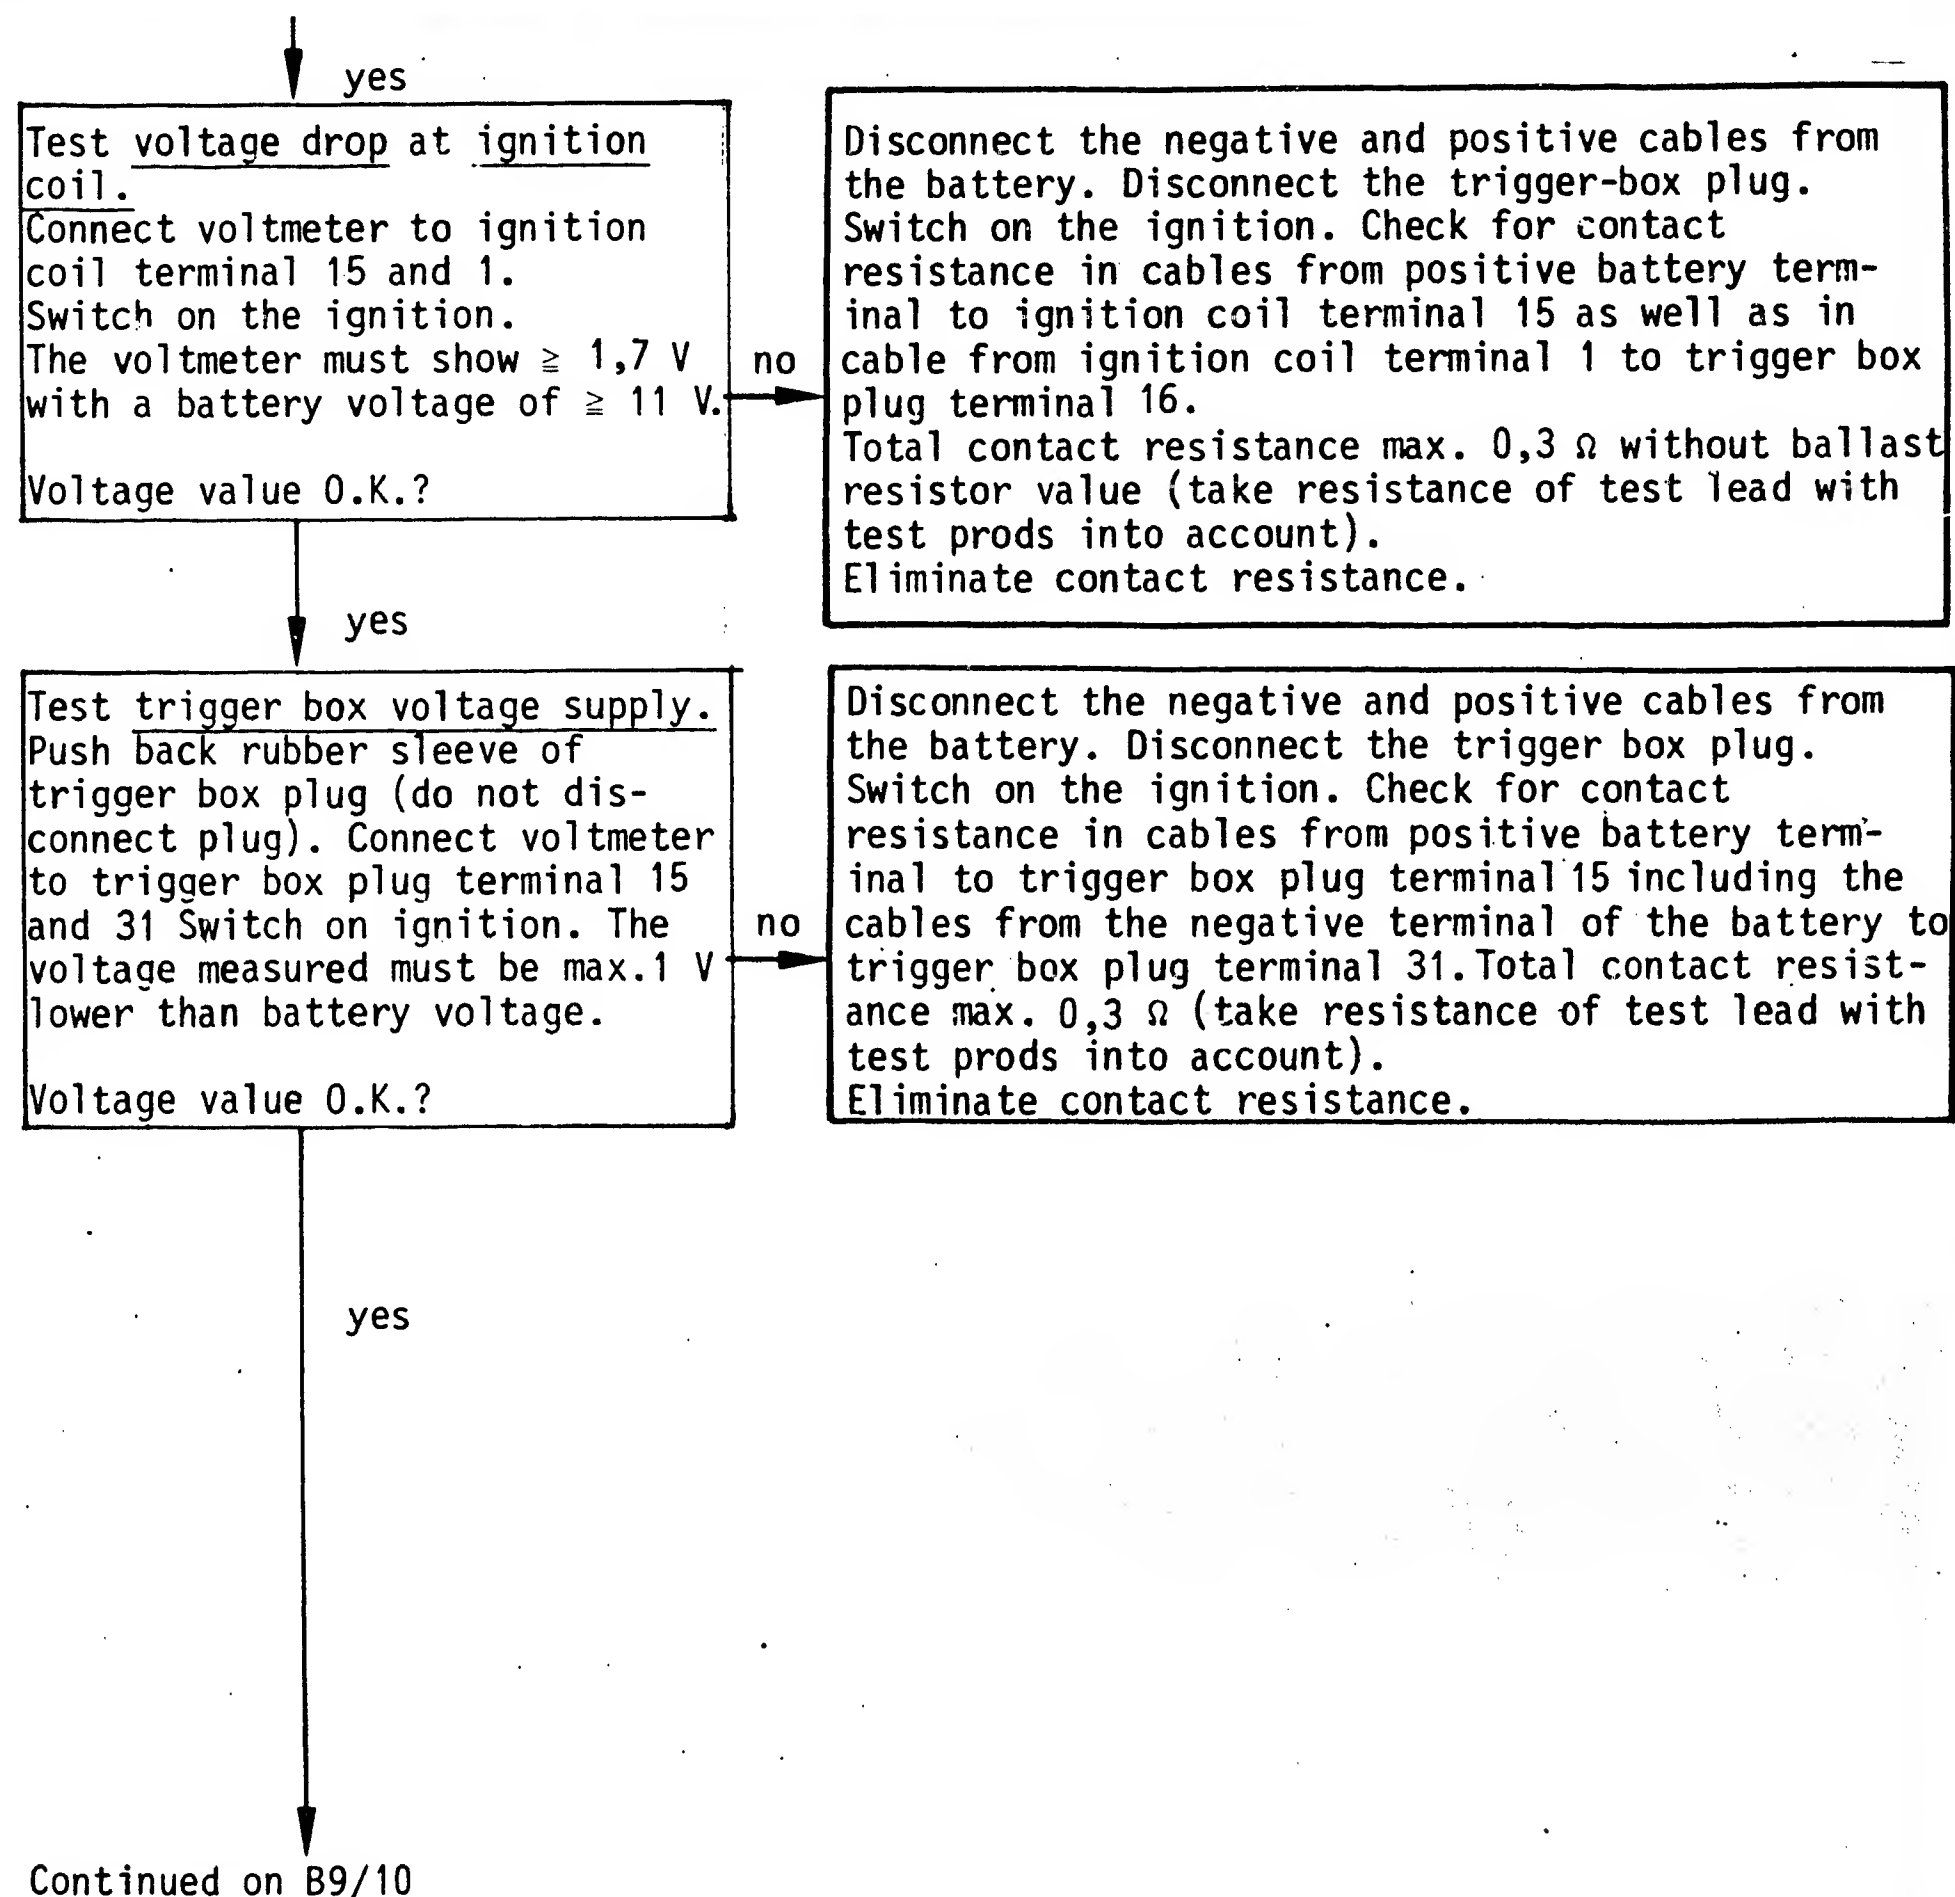 yes
Test voltage drop at ignition
coil.
Connect voltmeter to ignition
coil terminal 15 and 1.
Switch on the ignition.
The voltmeter must show ≧ 1,7 V
with a battery voltage of ≧ 11 V.
Voltage value O.K.?
no
Disconnect the negative and positive cables from
the battery. Disconnect the trigger-box plug.
Switch on the ignition. Check for contact
resistance in cables from positive battery term-
inal to ignition coil terminal 15 as well as in
cable from ignition coil terminal 1 to trigger box
plug terminal 16.
Total contact resistance max. 0,3 Ω without ballast
resistor value (take resistance of test lead with
test prods into account).
Eliminate contact resistance.
yes
Test trigger box voltage supply.
Push back rubber sleeve of
trigger box plug (do not dis-
connect plug). Connect voltmeter
to trigger box plug terminal 15
and 31 Switch on ignition. The
voltage measured must be max.1 V
lower than battery voltage.
Voltage value O.K.?
no
Disconnect the negative and positive cables from
the battery. Disconnect the trigger box plug.
Switch on the ignition. Check for contact
resistance in cables from positive battery term-
inal to trigger box plug terminal 15 including the
cables from the negative terminal of the battery to
trigger box plug terminal 31.Total contact resist-
ance max. 0,3 Ω (take resistance of test lead with
test prods into account).
Eliminate contact resistance.
yes
Continued on B9/10